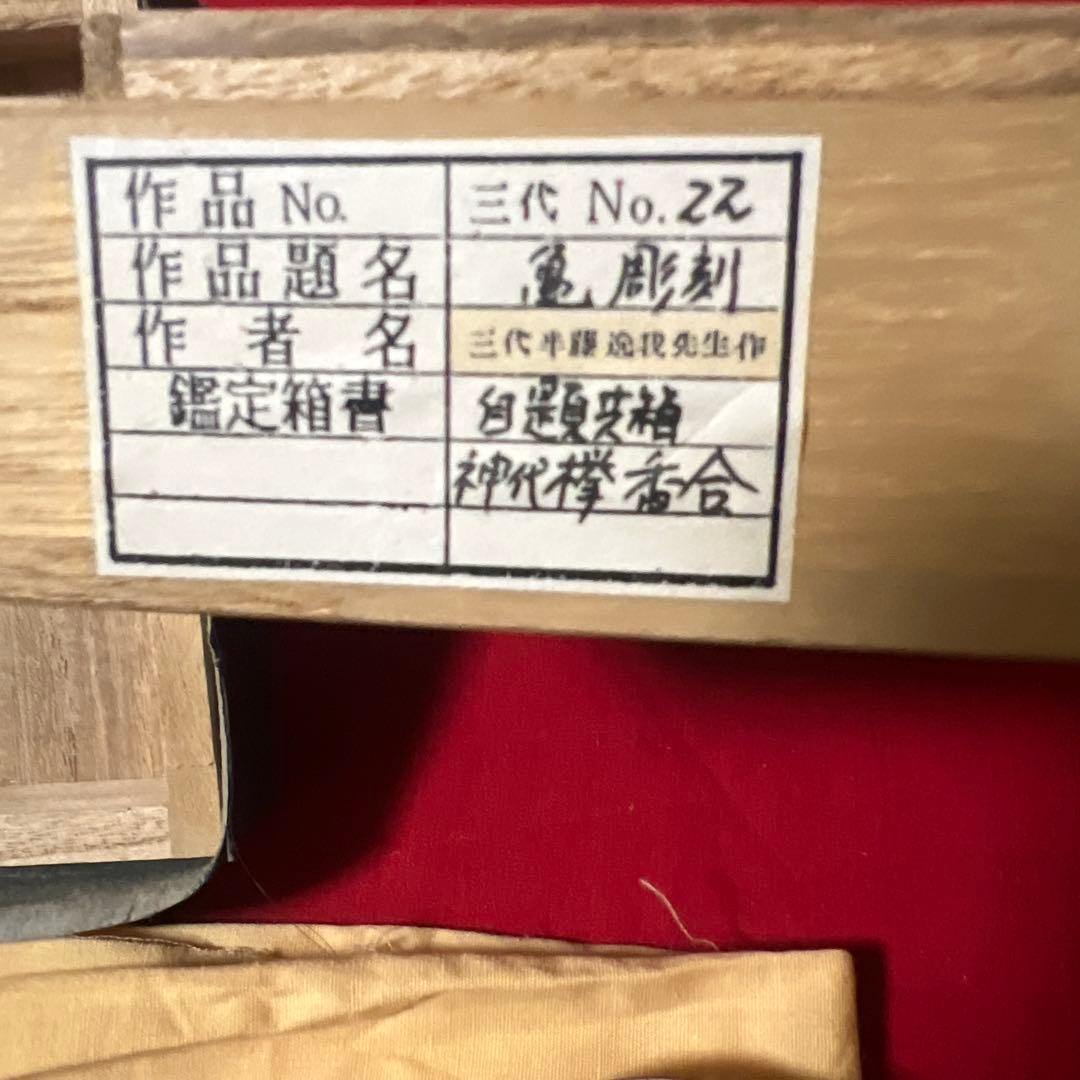 作品 No. 三代 No. 22
作品題名 亀 彫刻
作者名 三代半藤逸我先生作
鑑定箱書 自題共箱
神代欅香合